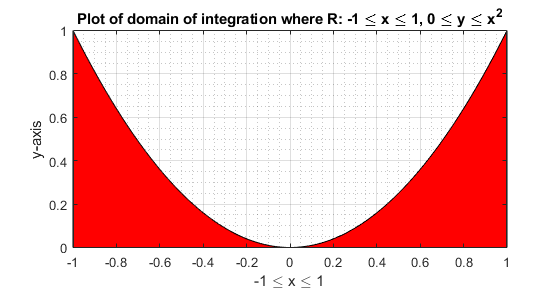 Plot of domain of integration where R: -1 ≤ x ≤ 1, 0 ≤ y ≤ x²
1
0.8
0.6
0.4
0.2
0
y-axis
-1 -0.8 -0.6 -0.4 -0.2 0 0.2 0.4 0.6 0.8 1
-1 ≤ x ≤ 1